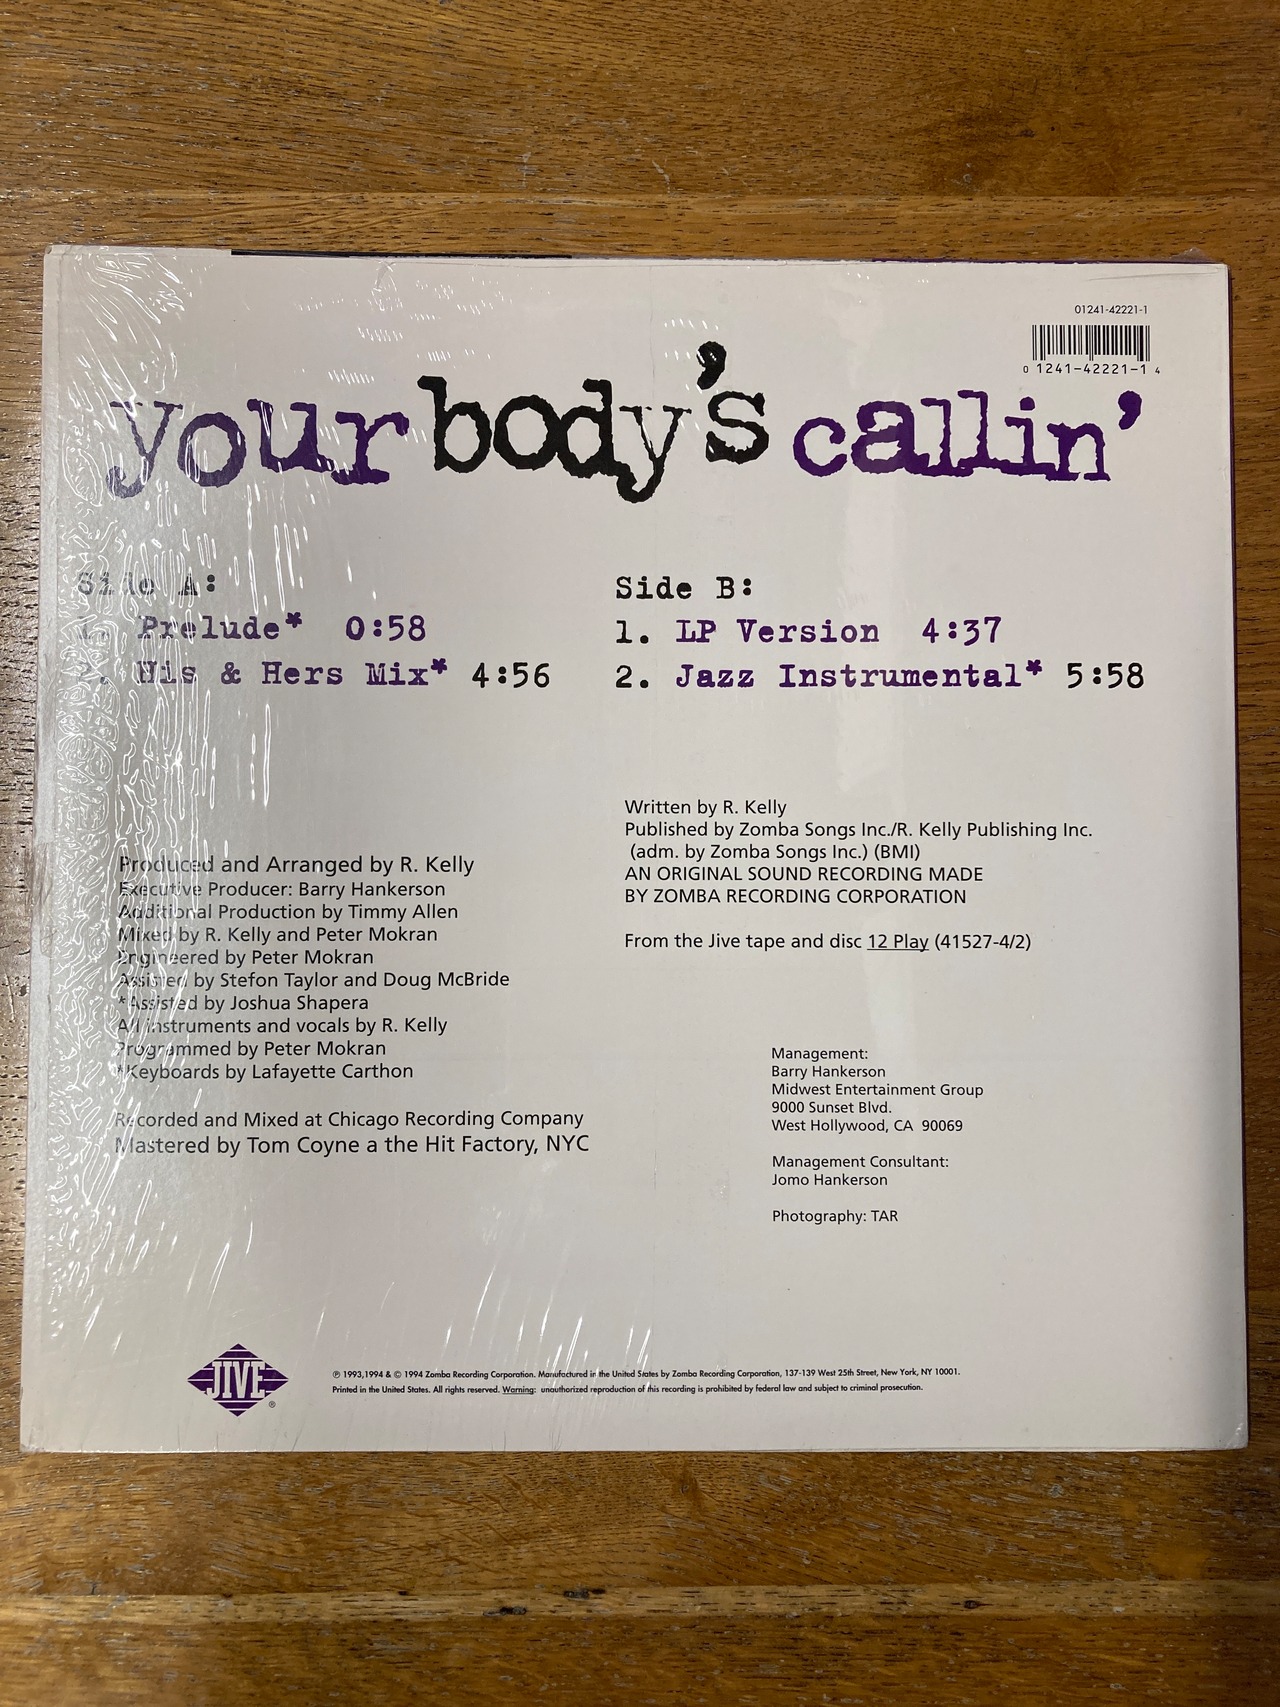 01241-42221-1
0 1241-42221-1 4
your body's callin'
Side A:
1. Prelude* 0:58
2. His & Hers Mix* 4:56
Side B:
1. LP Version 4:37
2. Jazz Instrumental* 5:58
Produced and Arranged by R. Kelly
Executive Producer: Barry Hankerson
Additional Production by Timmy Allen
Mixed by R. Kelly and Peter Mokran
Engineered by Peter Mokran
Assisted by Stefon Taylor and Doug McBride
*Assisted by Joshua Shapera
All instruments and vocals by R. Kelly
Programmed by Peter Mokran
*Keyboards by Lafayette Carthon
Recorded and Mixed at Chicago Recording Company
Mastered by Tom Coyne a the Hit Factory, NYC
Written by R. Kelly
Published by Zomba Songs Inc./R. Kelly Publishing Inc.
(adm. by Zomba Songs Inc.) (BMI)
AN ORIGINAL SOUND RECORDING MADE
BY ZOMBA RECORDING CORPORATION
From the Jive tape and disc 12 Play (41527-4/2)
Management:
Barry Hankerson
Midwest Entertainment Group
9000 Sunset Blvd.
West Hollywood, CA 90069
Management Consultant:
Jomo Hankerson
Photography: TAR
JIVE ®
℗ 1993,1994 & © 1994 Zomba Recording Corporation. Manufactured in the United States by Zomba Recording Corporation, 137-139 West 25th Street, New York, NY 10001.
Printed in the United States. All rights reserved. Warning: unauthorized reproduction of this recording is prohibited by federal law and subject to criminal prosecution.